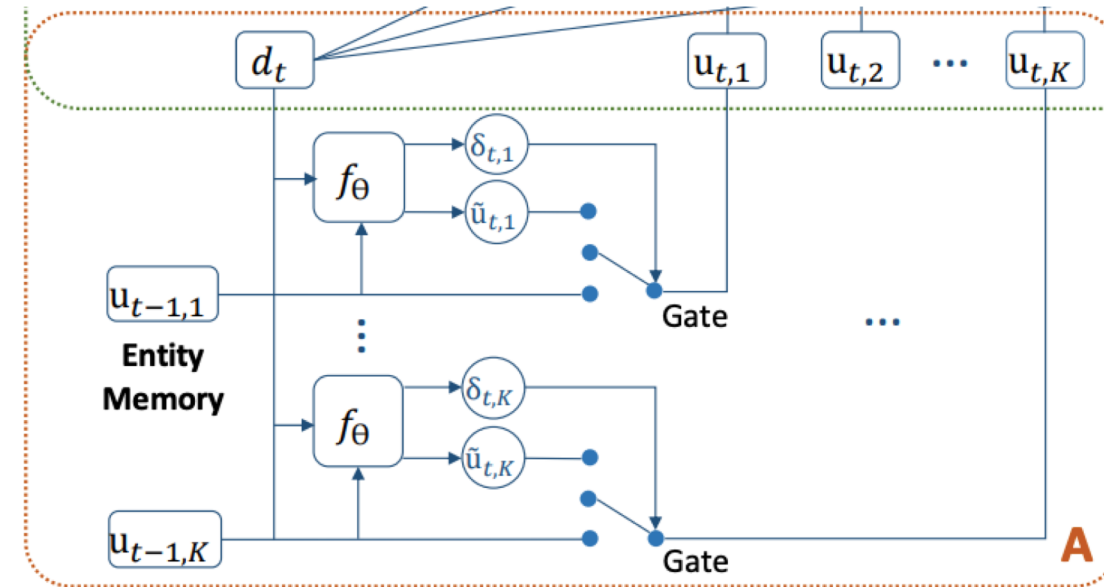 d_t u_{t,1} u_{t,2} ... u_{t,K}
δ_{t,1}
f_θ
ũ_{t,1}
u_{t−1,1}
Gate
Entity
Memory
...
⋮
δ_{t,K}
f_θ
ũ_{t,K}
u_{t−1,K}
Gate
A